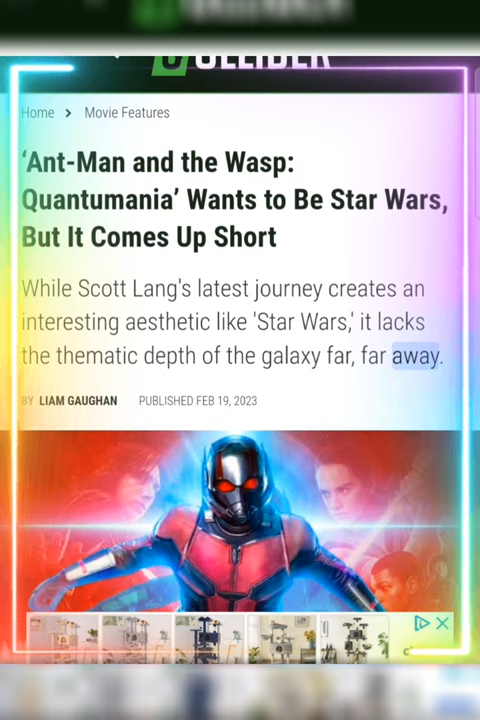 COLLIDER
Home > Movie Features
‘Ant-Man and the Wasp:
Quantumania’ Wants to Be Star Wars,
But It Comes Up Short
While Scott Lang's latest journey creates an
interesting aesthetic like 'Star Wars,' it lacks
the thematic depth of the galaxy far, far away.
BY LIAM GAUGHAN PUBLISHED FEB 19, 2023